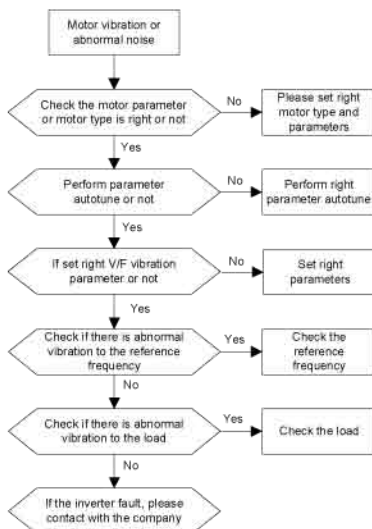 Motor vibration or
abnormal noise
Check the motor parameter
or motor type is right or not
No
Please set right
motor type and
parameters
Yes
Perform parameter
autotune or not
No
Perform right
parameter autotune
Yes
If set right V/F vibration
parameter or not
No
Set right
parameters
Yes
Check if there is abnormal
vibration to the reference
frequency
Yes
Check the
reference
frequency
No
Check if there is abnormal
vibration to the load
Yes
Check the load
No
If the inverter fault, please
contact with the company